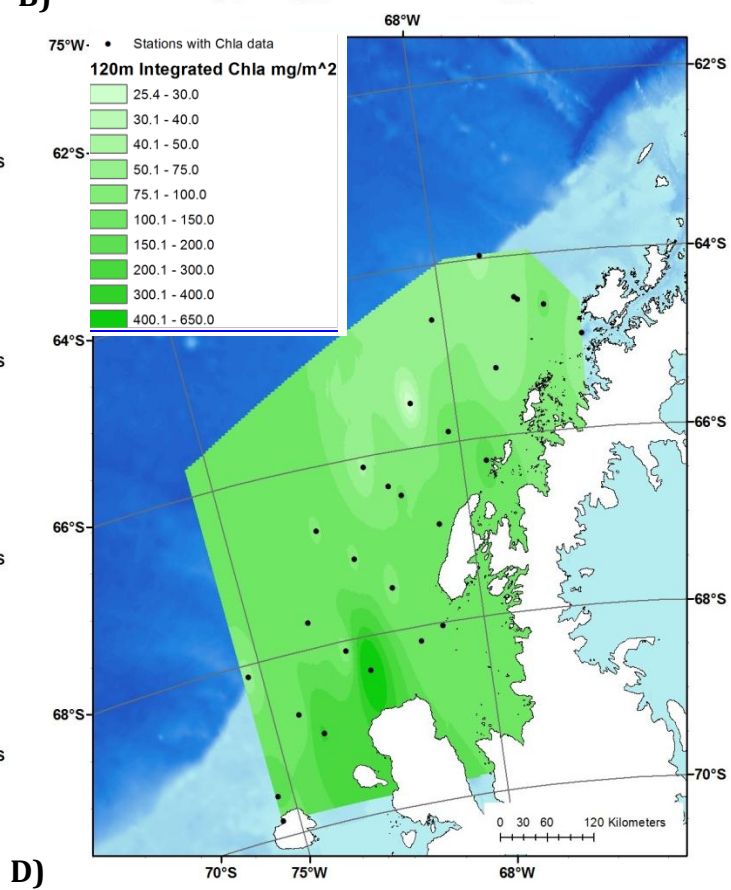 B)
68°W
75°W
Stations with Chla data
120m Integrated Chla mg/m^2
25.4 - 30.0
30.1 - 40.0
40.1 - 50.0
50.1 - 75.0
75.1 - 100.0
100.1 - 150.0
150.1 - 200.0
200.1 - 300.0
300.1 - 400.0
400.1 - 650.0
62°S
62°S
S
64°S
64°S
S
66°S
66°S
S
68°S
68°S
S
70°S
0 30 60 120 Kilometers
D)
70°S 75°W 68°W